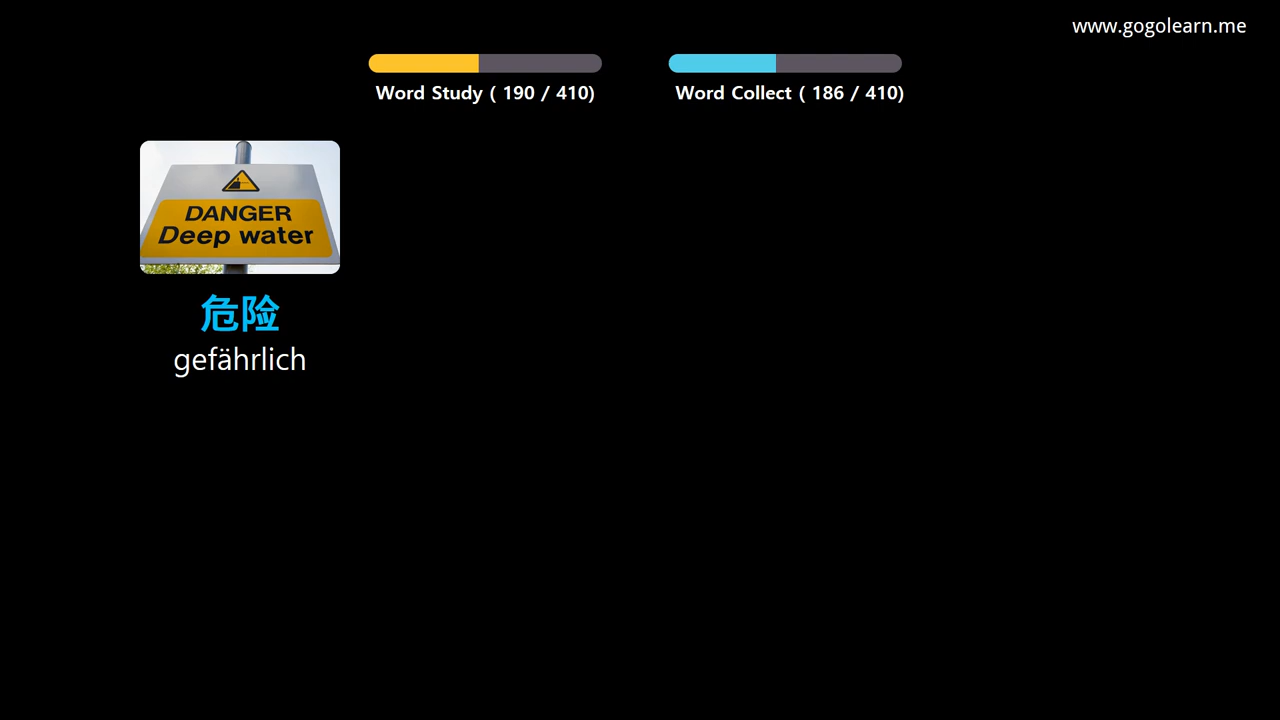 www.gogolearn.me
Word Study ( 190 / 410)
Word Collect ( 186 / 410)
DANGER
Deep water
危险
gefährlich